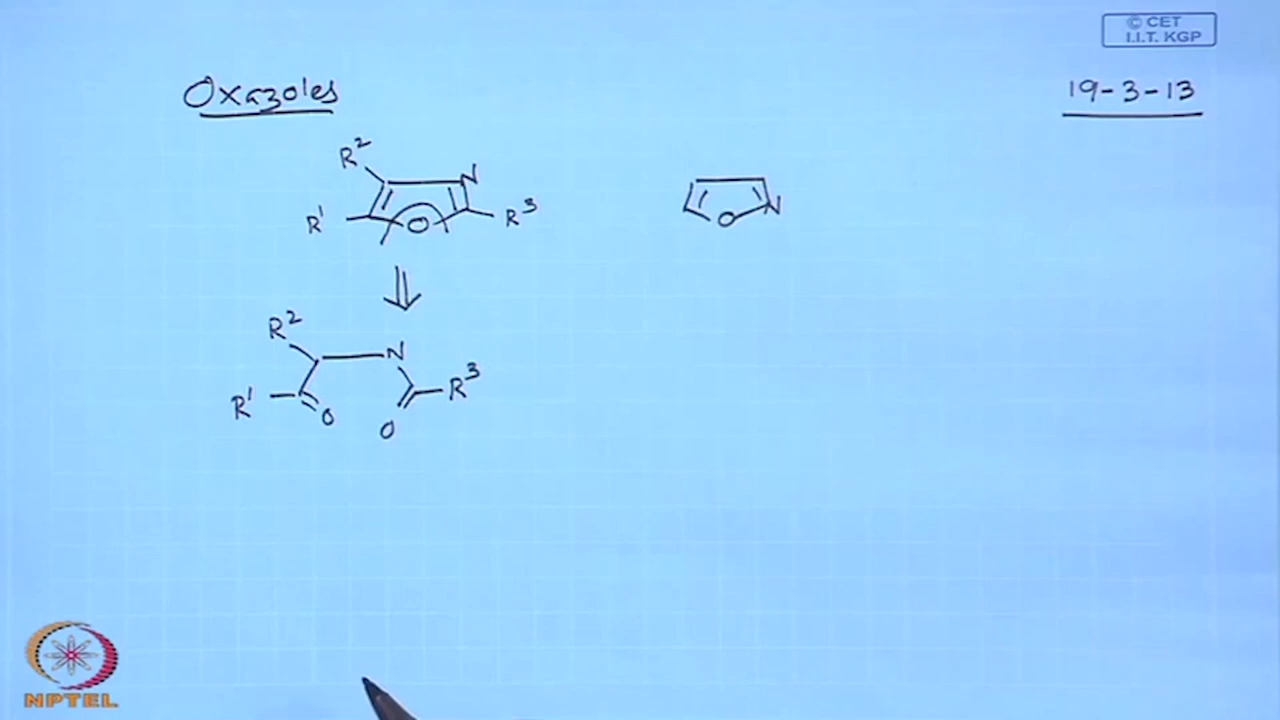 © CET
I.I.T. KGP
Oxazoles
19-3-13
R²
N
R¹
O
R³
O
N
R²
N
R³
R¹
O
O
NPTEL